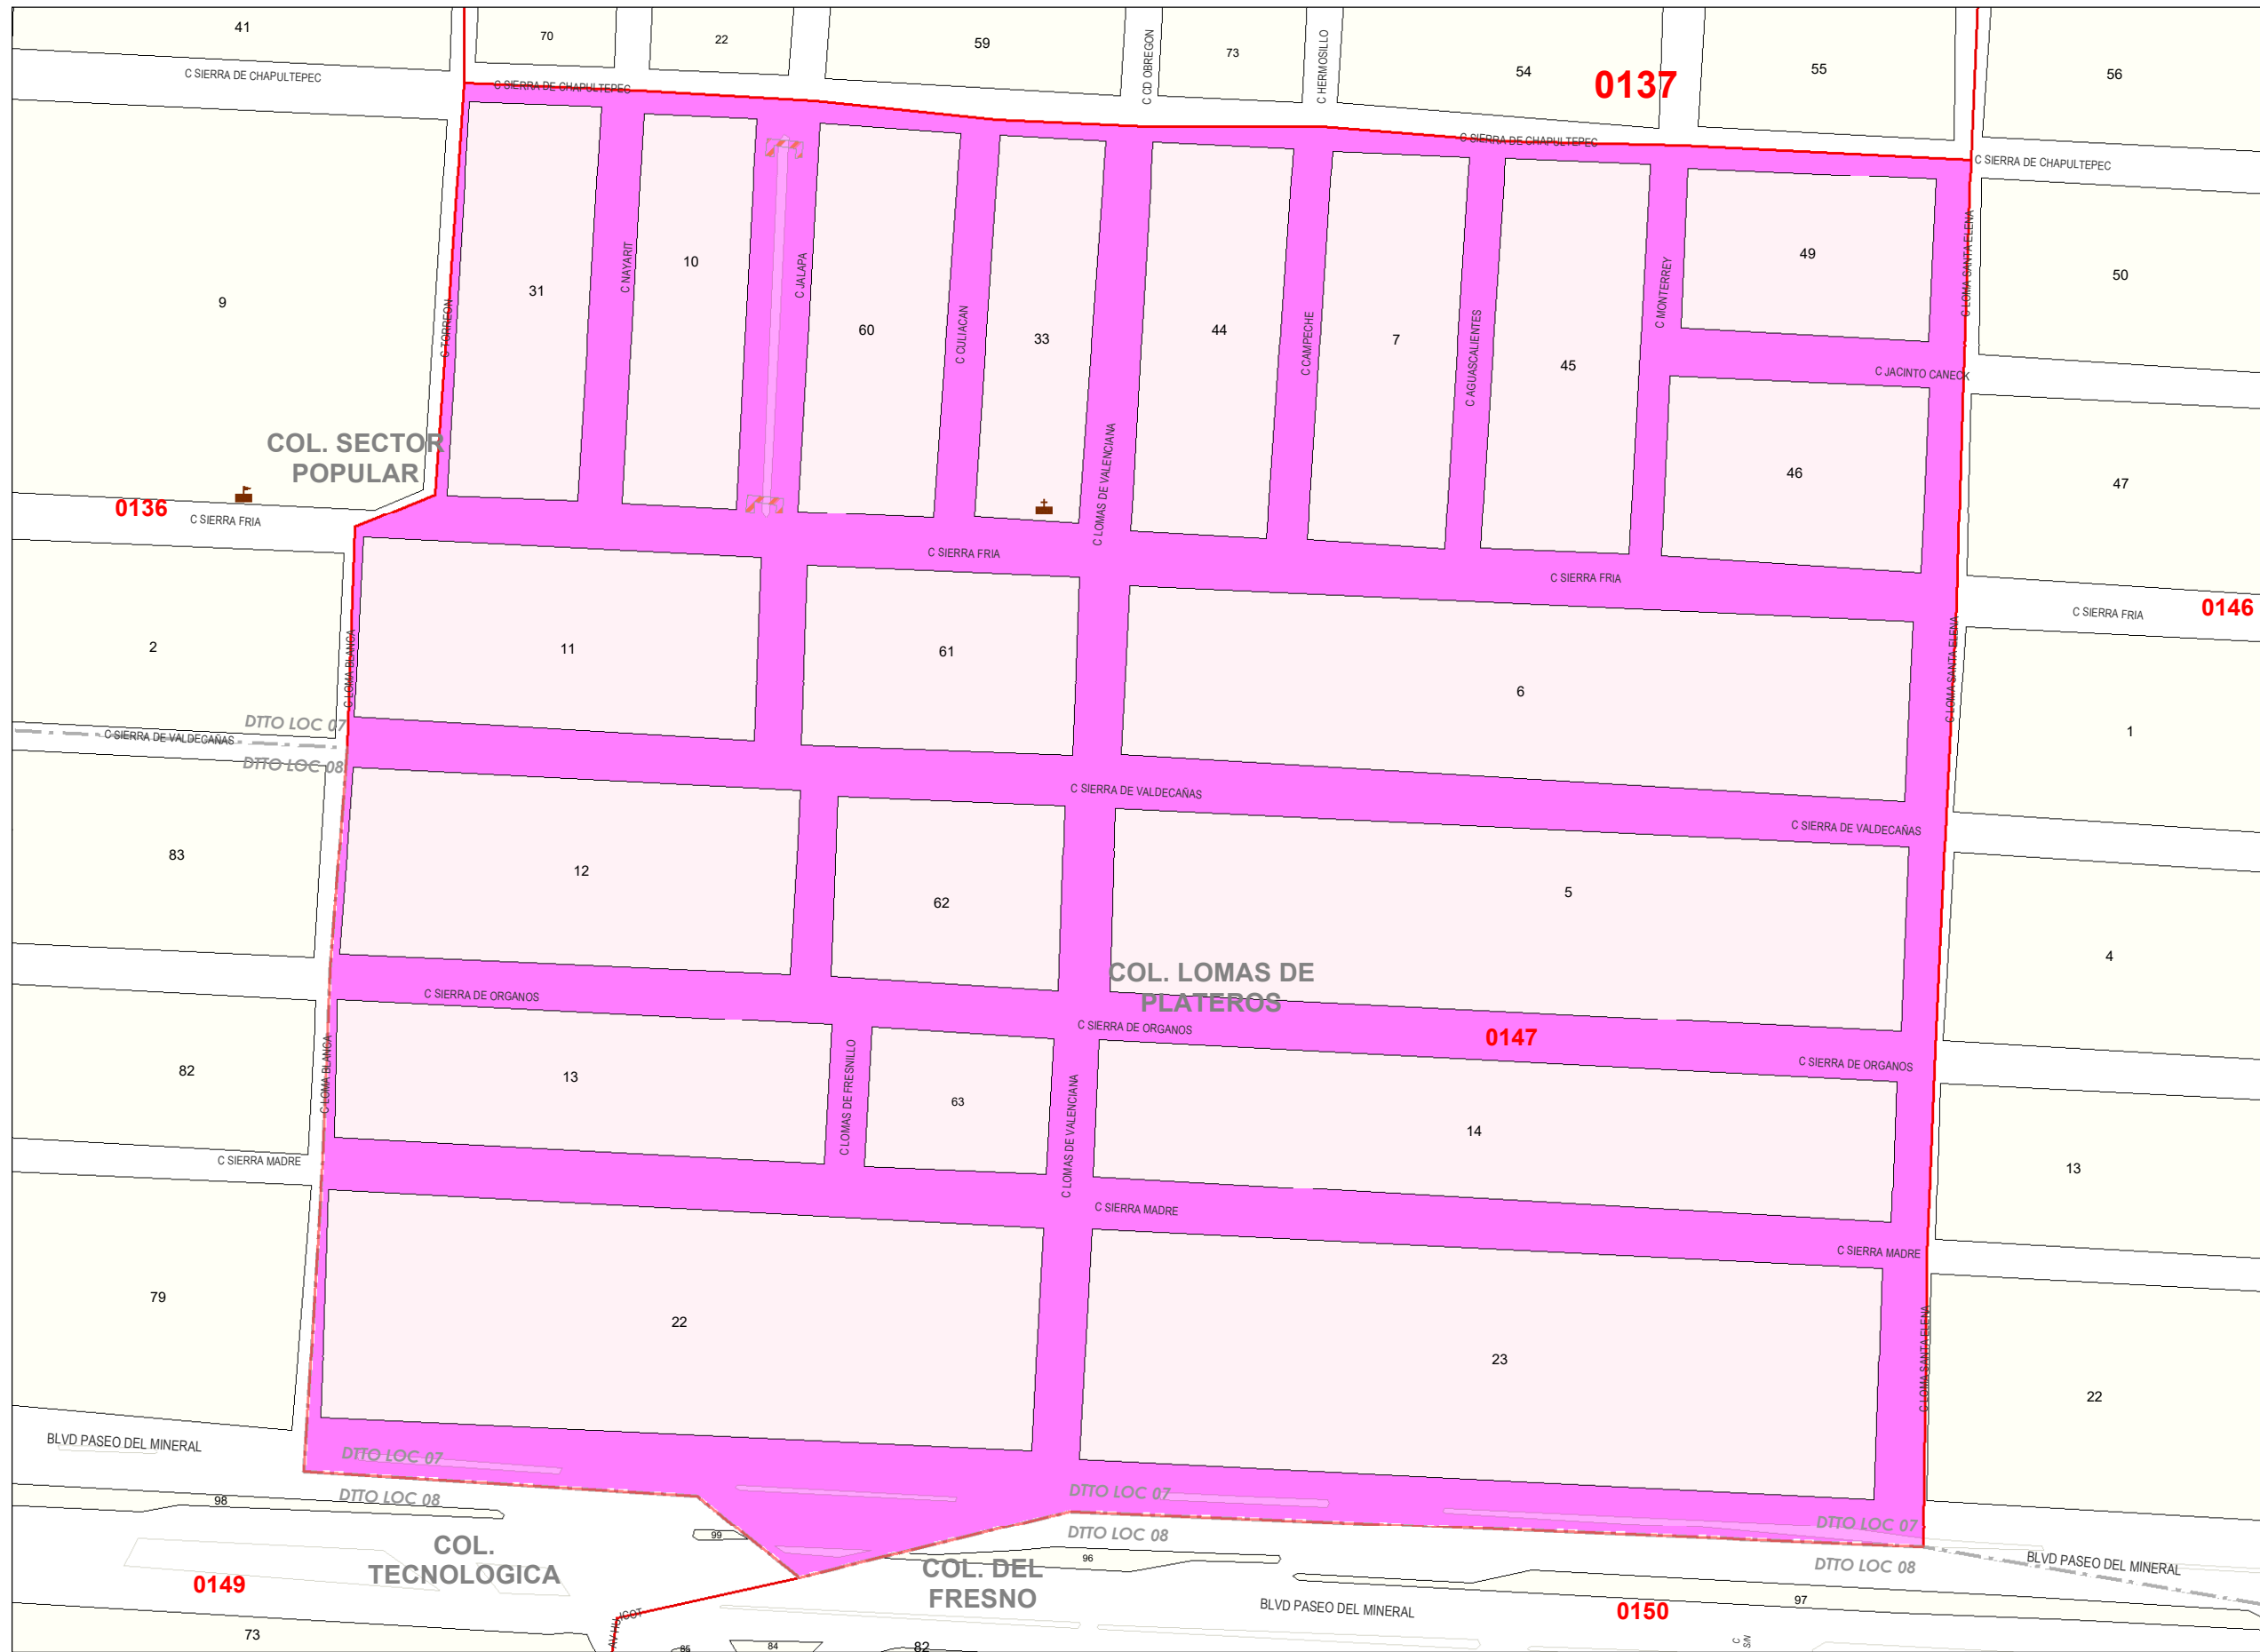 41
70
22
59
C CD OBREGON
73
C HERMOSILLO
54
0137
55
56
C SIERRA DE CHAPULTEPEC
C SIERRA DE CHAPULTEPEC
C SIERRA DE CHAPULTEPEC
C SIERRA DE CHAPULTEPEC
9
C TORREON
31
C NAYARIT
10
C JALAPA
60
C CULIACAN
33
C LOMAS DE VALENCIANA
44
C CAMPECHE
7
C AGUASCALIENTES
45
C MONTERREY
49
C LOMA SANTA ELENA
50
C JACINTO CANECK
46
47
COL. SECTOR
POPULAR
0136
C SIERRA FRIA
C SIERRA FRIA
C SIERRA FRIA
C SIERRA FRIA
0146
2
C LOMA BLANCA
11
61
6
C LOMA SANTA ELENA
1
DTTO LOC 07
C SIERRA DE VALDECAÑAS
DTTO LOC 08
C SIERRA DE VALDECAÑAS
C SIERRA DE VALDECAÑAS
83
12
62
5
4
COL. LOMAS DE
PLATEROS
C SIERRA DE ORGANOS
C SIERRA DE ORGANOS
0147
C SIERRA DE ORGANOS
82
C LOMA BLANCA
13
C LOMAS DE FRESNILLO
63
C LOMAS DE VALENCIANA
14
13
C SIERRA MADRE
C SIERRA MADRE
C SIERRA MADRE
79
22
23
C LOMA SANTA ELENA
22
BLVD PASEO DEL MINERAL
DTTO LOC 07
DTTO LOC 08
DTTO LOC 07
DTTO LOC 08
DTTO LOC 07
DTTO LOC 08
BLVD PASEO DEL MINERAL
98
99
96
97
COL.
TECNOLOGICA
COL. DEL
FRESNO
0149
BLVD PASEO DEL MINERAL
0150
73
85
84
82
C
S/N